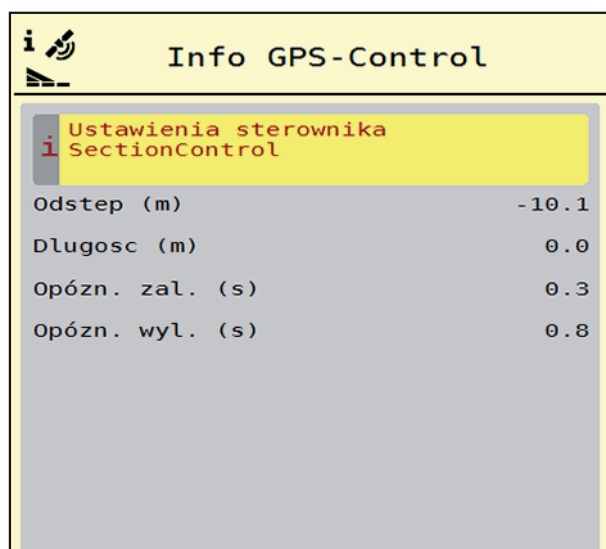 i
Info GPS-Control
i Ustawienia sterownika
SectionControl
Odstep (m) -10.1
Dlugosc (m) 0.0
Opózn. zal. (s) 0.3
Opózn. wyl. (s) 0.8